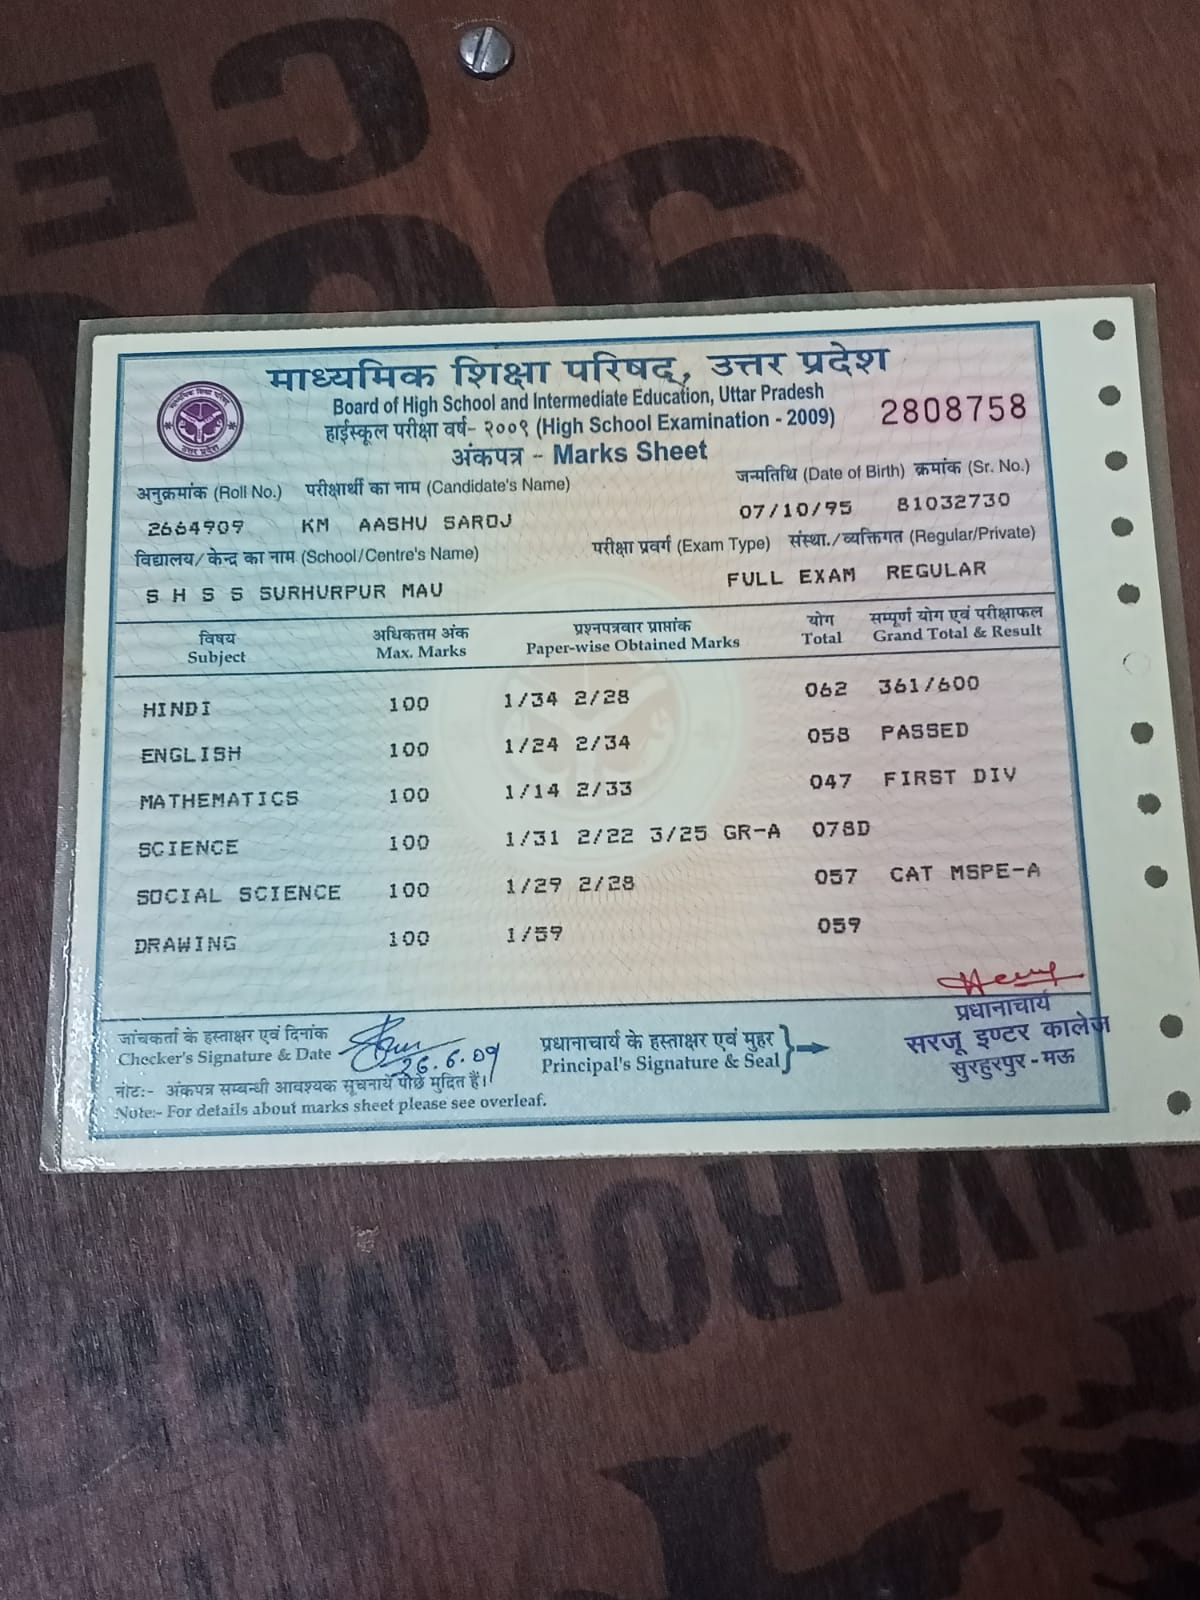 माध्यमिक शिक्षा परिषद्, उत्तर प्रदेश
Board of High School and Intermediate Education, Uttar Pradesh
2808758
हाईस्कूल परीक्षा वर्ष- २००९ (High School Examination - 2009)
अंकपत्र - Marks Sheet
अनुक्रमांक (Roll No.) परीक्षार्थी का नाम (Candidate's Name) जन्मतिथि (Date of Birth) क्रमांक (Sr. No.)
2664909 KM AASHU SAROJ 07/10/95 81032730
विद्यालय/केन्द्र का नाम (School/Centre's Name) परीक्षा प्रवर्ग (Exam Type) संस्था./व्यक्तिगत (Regular/Private)
S H S S SURHURPUR MAU FULL EXAM REGULAR
विषय अधिकतम अंक प्रश्नपत्रवार प्राप्तांक योग सम्पूर्ण योग एवं परीक्षाफल
Subject Max. Marks Paper-wise Obtained Marks Total Grand Total & Result
HINDI 100 1/34 2/28 062 361/600
ENGLISH 100 1/24 2/34 058 PASSED
MATHEMATICS 100 1/14 2/33 047 FIRST DIV
SCIENCE 100 1/31 2/22 3/25 GR-A 078D
SOCIAL SCIENCE 100 1/29 2/28 057 CAT MSPE-A
DRAWING 100 1/59 059
जांचकर्ता के हस्ताक्षर एवं दिनांक
Checker's Signature & Date
26.6.09
प्रधानाचार्य के हस्ताक्षर एवं मुहर
Principal's Signature & Seal
प्रधानाचार्य
सरजू इण्टर कालेज
सुरहुरपुर - मऊ
नोट:- अंकपत्र सम्बन्धी आवश्यक सूचनायें पीछे मुद्रित हैं।
Note:- For details about marks sheet please see overleaf.